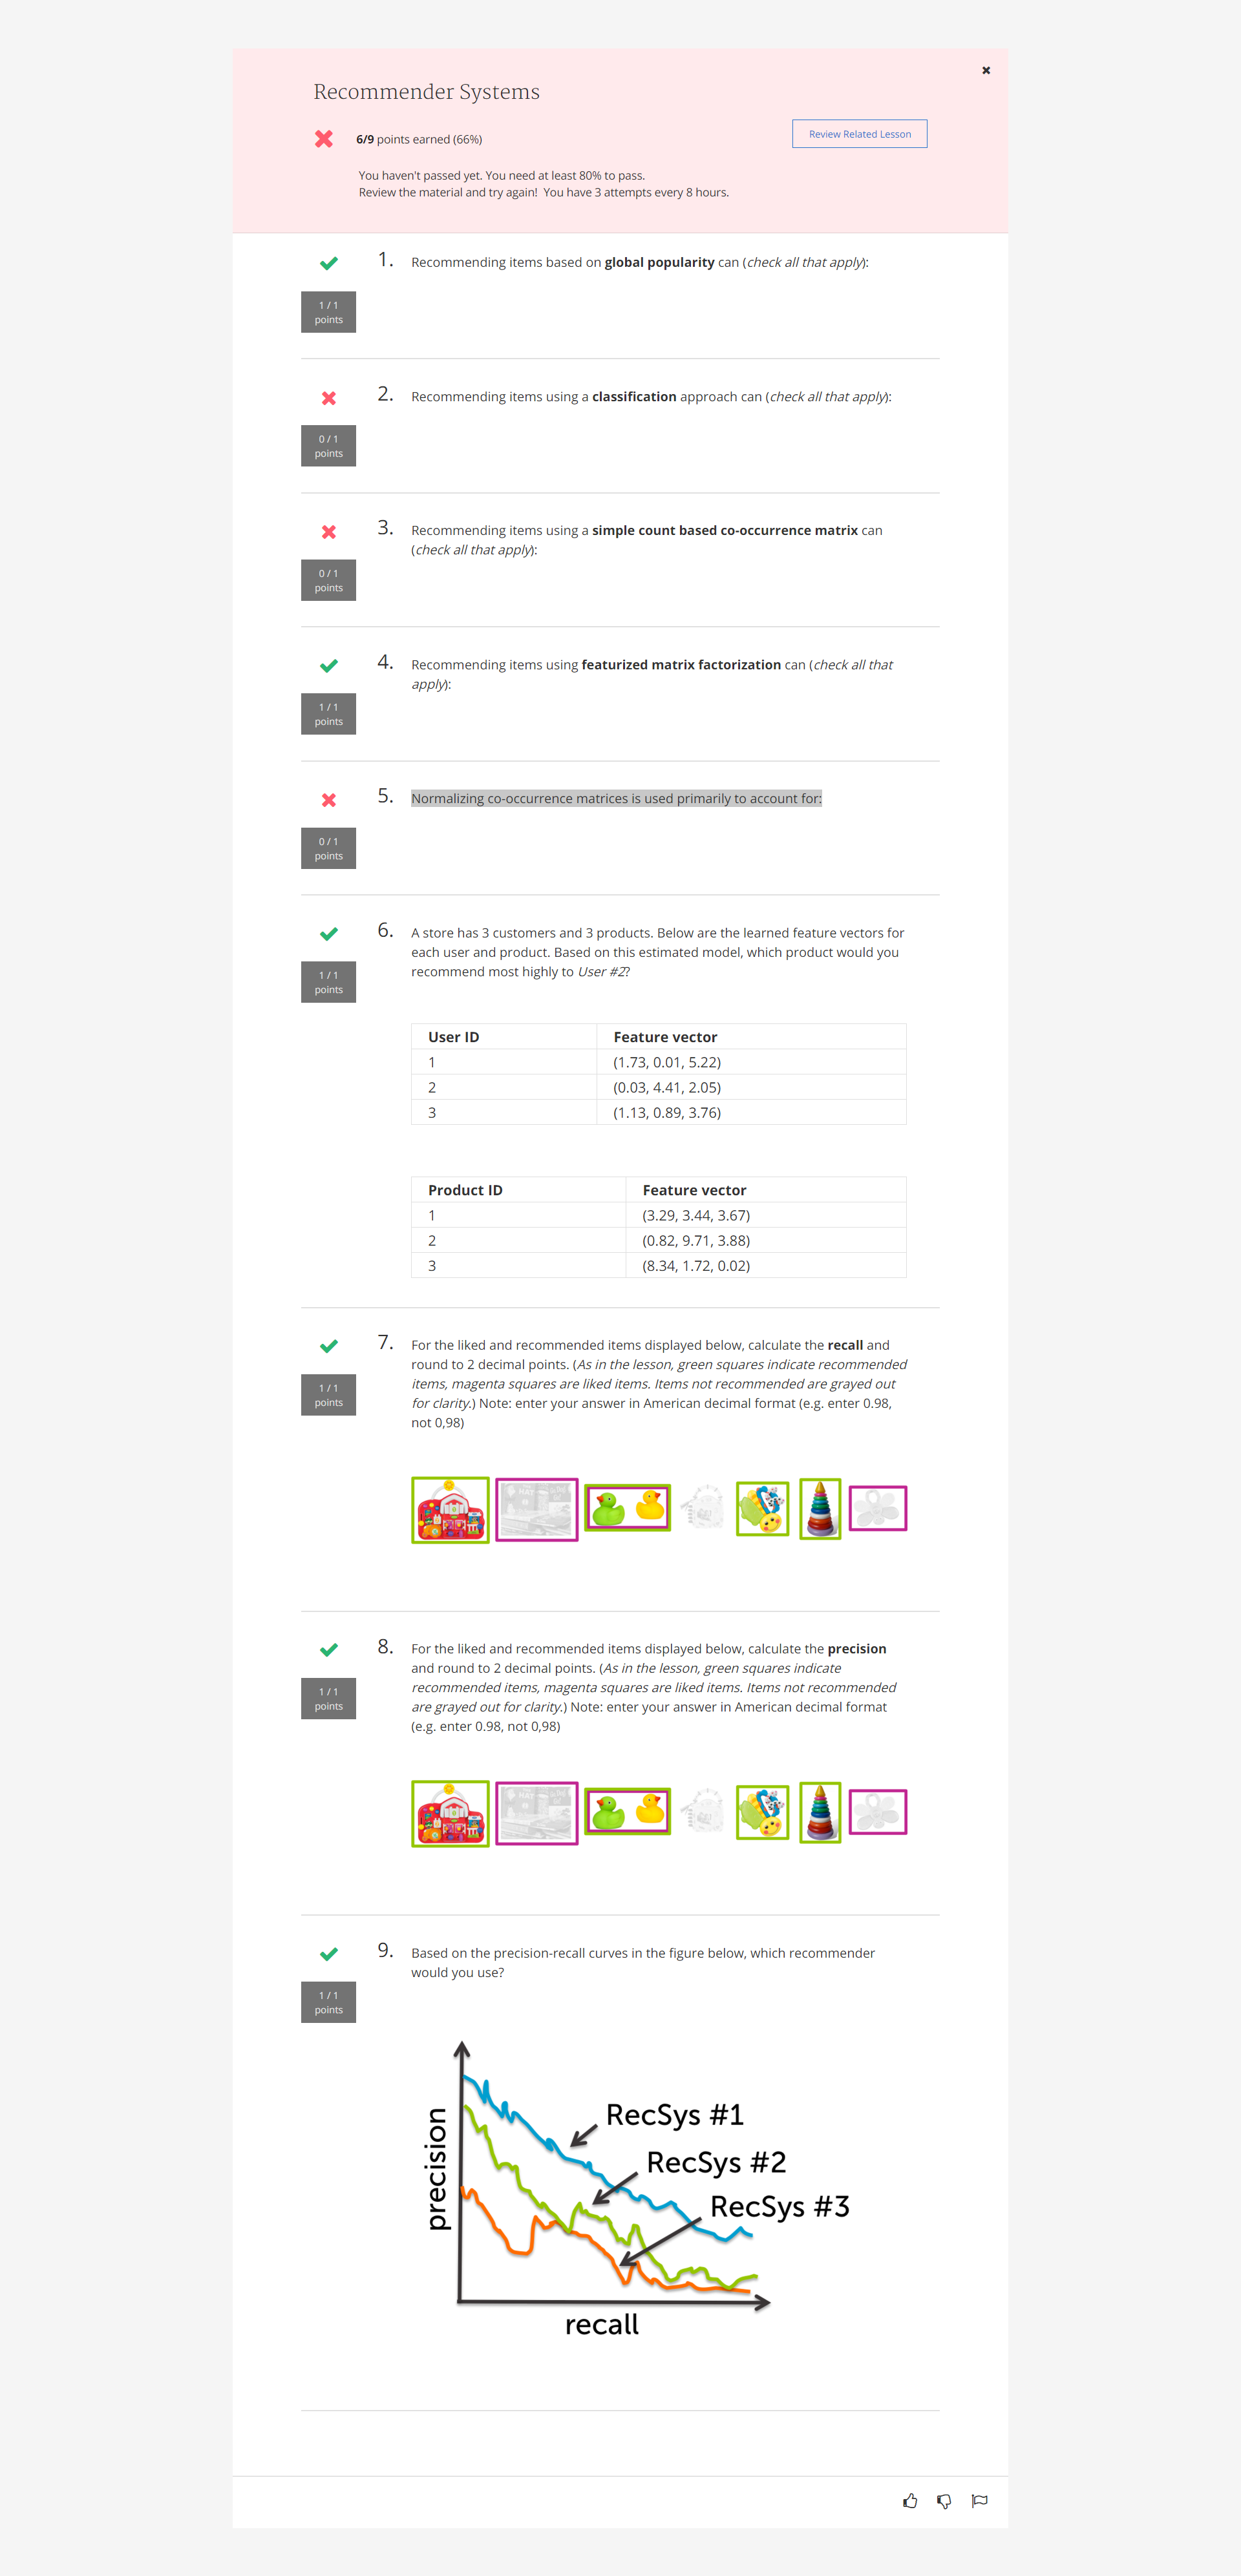 Recommender Systems
6/9 points earned (66%)
Review Related Lesson
You haven't passed yet. You need at least 80% to pass.
Review the material and try again! You have 3 attempts every 8 hours.
1. Recommending items based on global popularity can (check all that apply):
1 / 1
points
2. Recommending items using a classification approach can (check all that apply):
0 / 1
points
3. Recommending items using a simple count based co-occurrence matrix can
(check all that apply):
0 / 1
points
4. Recommending items using featurized matrix factorization can (check all that
apply):
1 / 1
points
5. Normalizing co-occurrence matrices is used primarily to account for:
0 / 1
points
6. A store has 3 customers and 3 products. Below are the learned feature vectors for
each user and product. Based on this estimated model, which product would you
recommend most highly to User #2?
1 / 1
points
User ID Feature vector
1 (1.73, 0.01, 5.22)
2 (0.03, 4.41, 2.05)
3 (1.13, 0.89, 3.76)
Product ID Feature vector
1 (3.29, 3.44, 3.67)
2 (0.82, 9.71, 3.88)
3 (8.34, 1.72, 0.02)
7. For the liked and recommended items displayed below, calculate the recall and
round to 2 decimal points. (As in the lesson, green squares indicate recommended
items, magenta squares are liked items. Items not recommended are grayed out
for clarity.) Note: enter your answer in American decimal format (e.g. enter 0.98,
not 0,98)
1 / 1
points
8. For the liked and recommended items displayed below, calculate the precision
and round to 2 decimal points. (As in the lesson, green squares indicate
recommended items, magenta squares are liked items. Items not recommended
are grayed out for clarity.) Note: enter your answer in American decimal format
(e.g. enter 0.98, not 0,98)
1 / 1
points
9. Based on the precision-recall curves in the figure below, which recommender
would you use?
1 / 1
points
precision
RecSys #1
RecSys #2
RecSys #3
recall